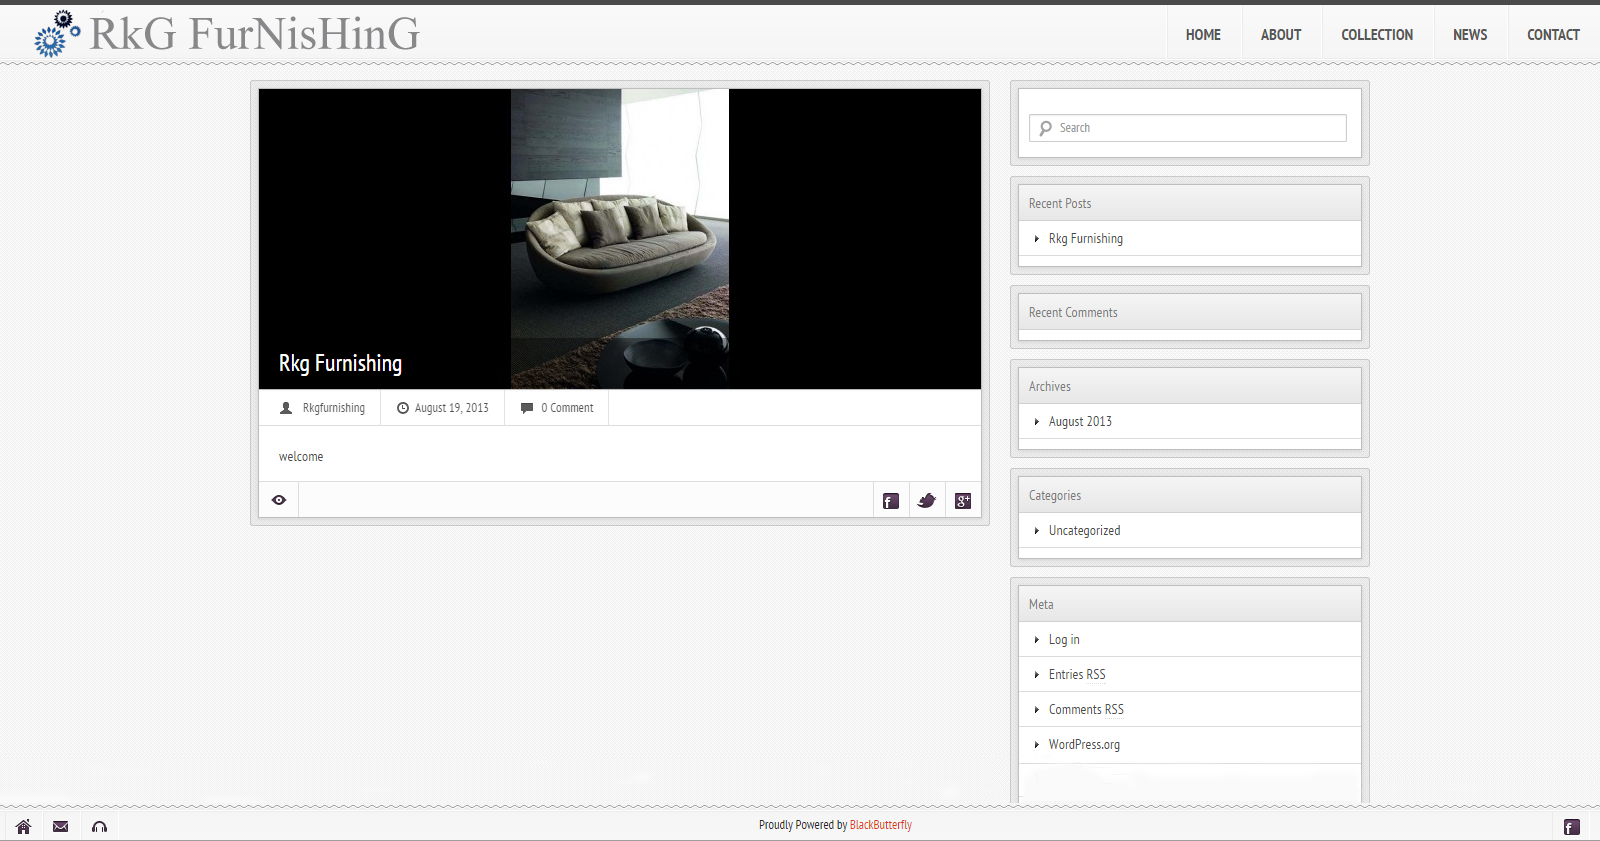 RkG FurNisHinG
HOME
ABOUT
COLLECTION
NEWS
CONTACT
Rkg Furnishing
Rkgfurnishing
August 19, 2013
0 Comment
welcome
Search
Recent Posts
Rkg Furnishing
Recent Comments
Archives
August 2013
Categories
Uncategorized
Meta
Log in
Entries RSS
Comments RSS
WordPress.org
Proudly Powered by BlackButterfly